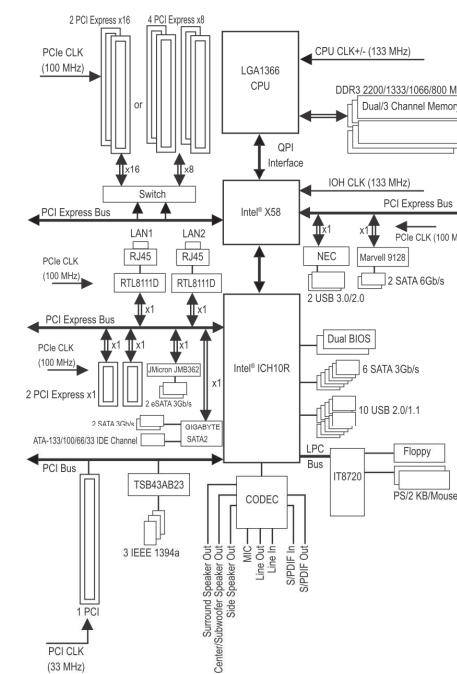 2 PCI Express x16
4 PCI Express x8
PCIe CLK
(100 MHz)
or
x16
x8
Switch
PCI Express Bus
LGA1366
CPU
CPU CLK+/- (133 MHz)
DDR3 2200/1333/1066/800 M
Dual/3 Channel Memory
QPI
Interface
IOH CLK (133 MHz)
Intel® X58
PCI Express Bus
x1
x1
PCIe CLK (100 M
NEC
Marvell 9128
2 USB 3.0/2.0
2 SATA 6Gb/s
LAN1
LAN2
RJ45
RJ45
PCIe CLK
(100 MHz)
RTL8111D
RTL8111D
x1
x1
PCI Express Bus
x1
x1
x1
x1
PCIe CLK
(100 MHz)
JMicron JMB362
2 PCI Express x1
2 eSATA 3Gb/s
2 SATA 3Gb/s
ATA-133/100/66/33 IDE Channel
GIGABYTE
SATA2
Intel® ICH10R
Dual BIOS
6 SATA 3Gb/s
10 USB 2.0/1.1
LPC
Bus
IT8720
Floppy
PS/2 KB/Mouse
PCI Bus
TSB43AB23
3 IEEE 1394a
CODEC
Surround Speaker Out
Center/Subwoofer Speaker Out
Side Speaker Out
MIC
Line Out
Line In
S/PDIF In
S/PDIF Out
1 PCI
PCI CLK
(33 MHz)